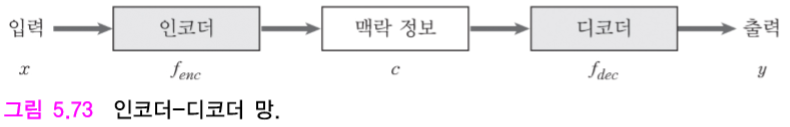 입력 인코더 맥락 정보 디코더 출력
x f_enc c f_dec y
그림 5.73 인코더-디코더 망.